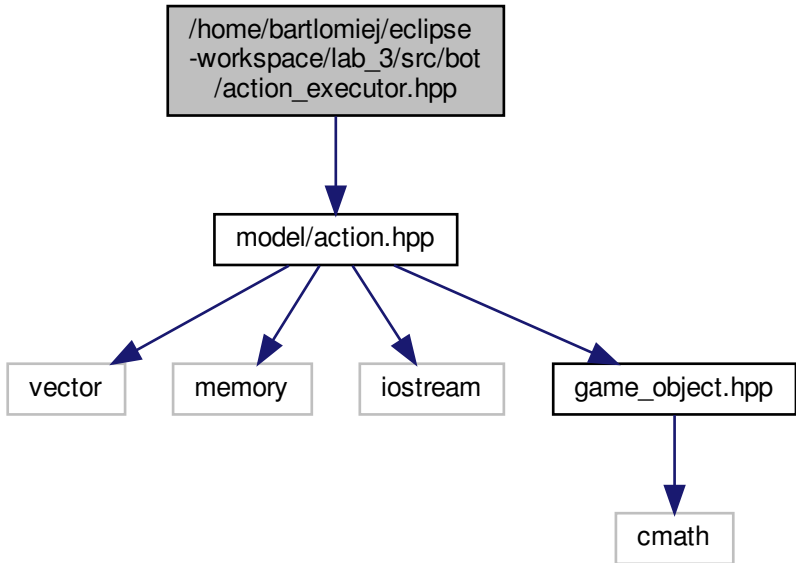 /home/bartlomiej/eclipse
-workspace/lab_3/src/bot
/action_executor.hpp
model/action.hpp
vector
memory
iostream
game_object.hpp
cmath